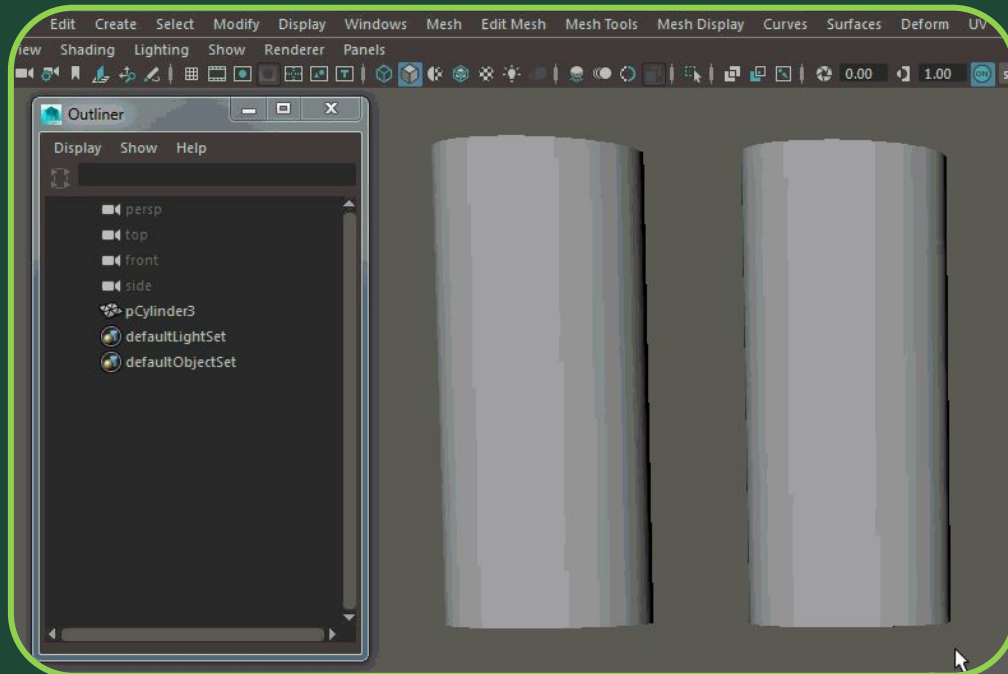 Edit Create Select Modify Display Windows Mesh Edit Mesh Mesh Tools Mesh Display Curves Surfaces Deform UV
Shading Lighting Show Renderer Panels
0.00 1.00 ON
Outliner
Display Show Help
persp
top
front
side
pCylinder3
defaultLightSet
defaultObjectSet